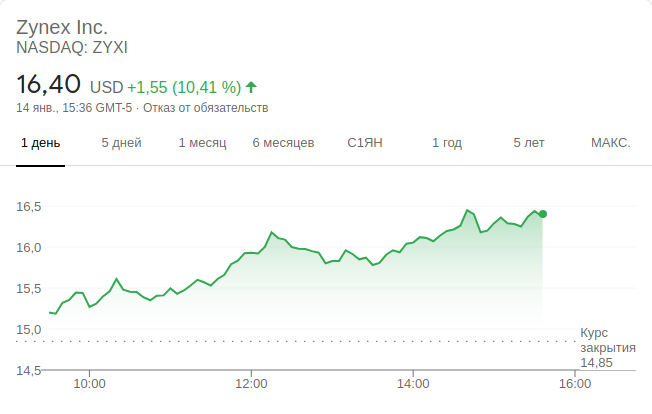 Zynex Inc.
NASDAQ: ZYXI
16,40 USD +1,55 (10,41 %)
14 янв., 15:36 GMT-5 · Отказ от обязательств
1 день 5 дней 1 месяц 6 месяцев С1ЯН 1 год 5 лет МАКС.
16,5
16,0
15,5
15,0
Курс
закрытия
14,85
14,5
10:00 12:00 14:00 16:00